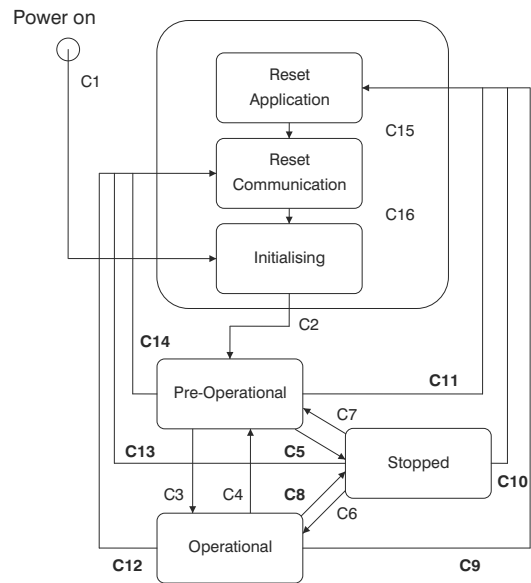 Power on
C1
Reset
Application
C15
Reset
Communication
C16
Initialising
C2
C14
Pre-Operational
C11
C7
C13
C5
Stopped
C3
C4
C8
C6
C10
Operational
C12
C9